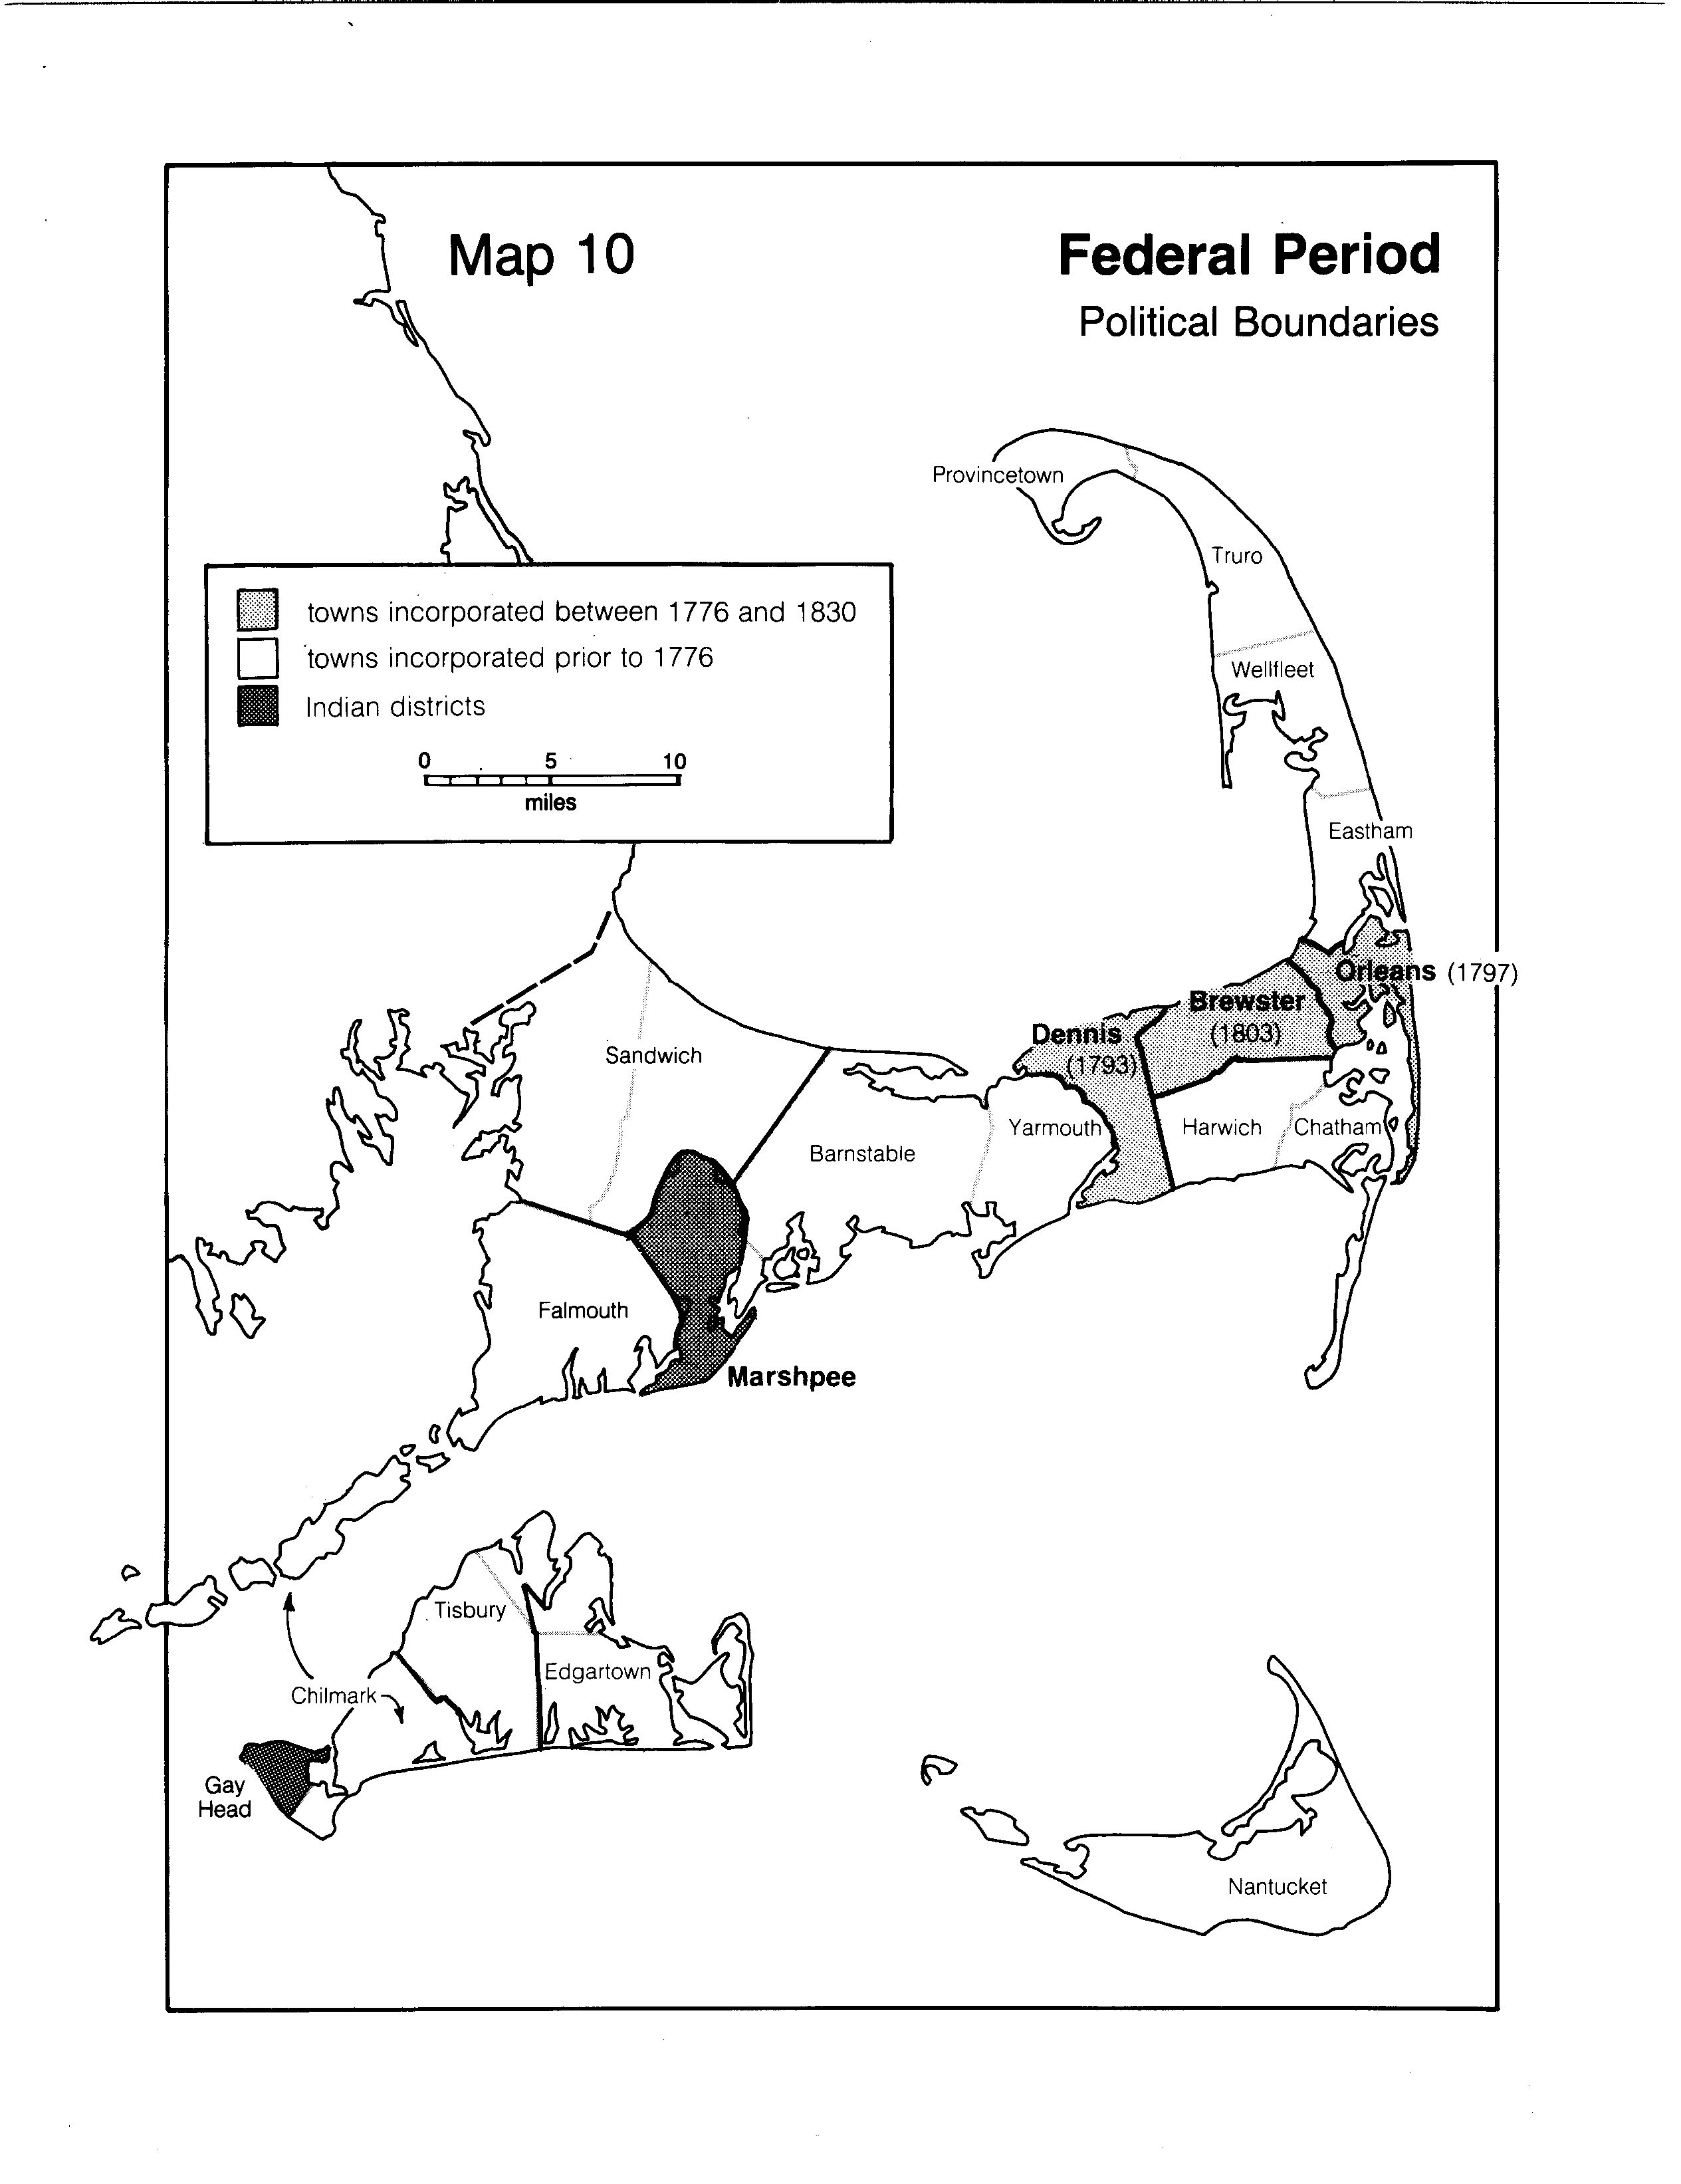 Map 10
Federal Period
Political Boundaries
towns incorporated between 1776 and 1830
towns incorporated prior to 1776
Indian districts
0 5 10
miles
Provincetown
Truro
Wellfleet
Eastham
Orleans (1797)
Brewster
(1803)
Dennis
(1793)
Sandwich
Yarmouth
Harwich
Chatham
Barnstable
Falmouth
Marshpee
Tisbury
Edgartown
Chilmark
Gay
Head
Nantucket